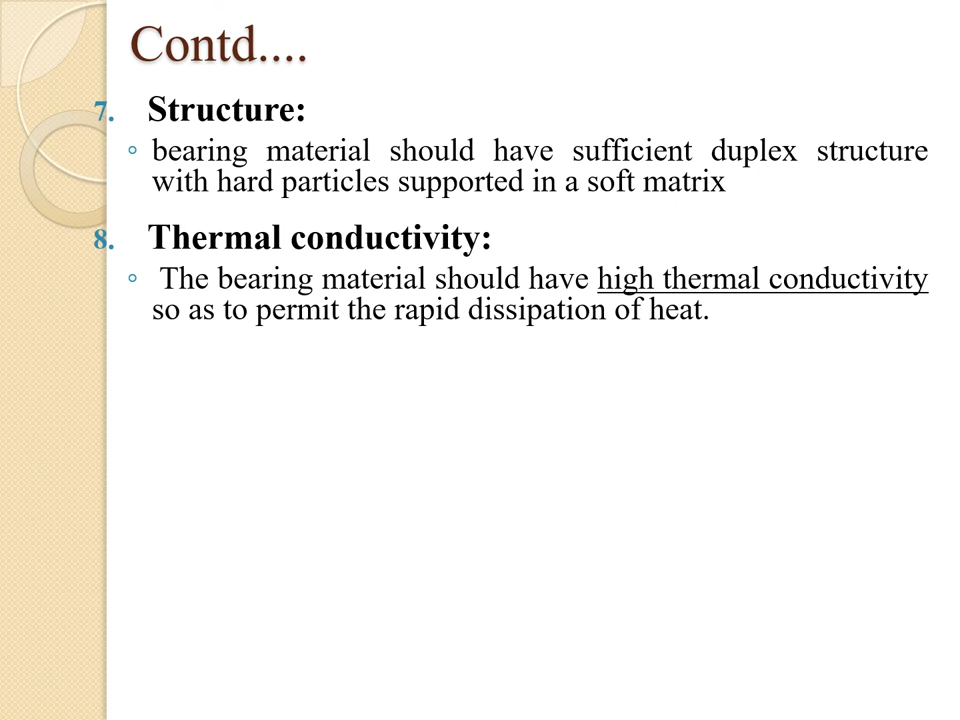 Contd....
7. Structure:
◦ bearing material should have sufficient duplex structure
with hard particles supported in a soft matrix
8. Thermal conductivity:
◦ The bearing material should have high thermal conductivity
so as to permit the rapid dissipation of heat.